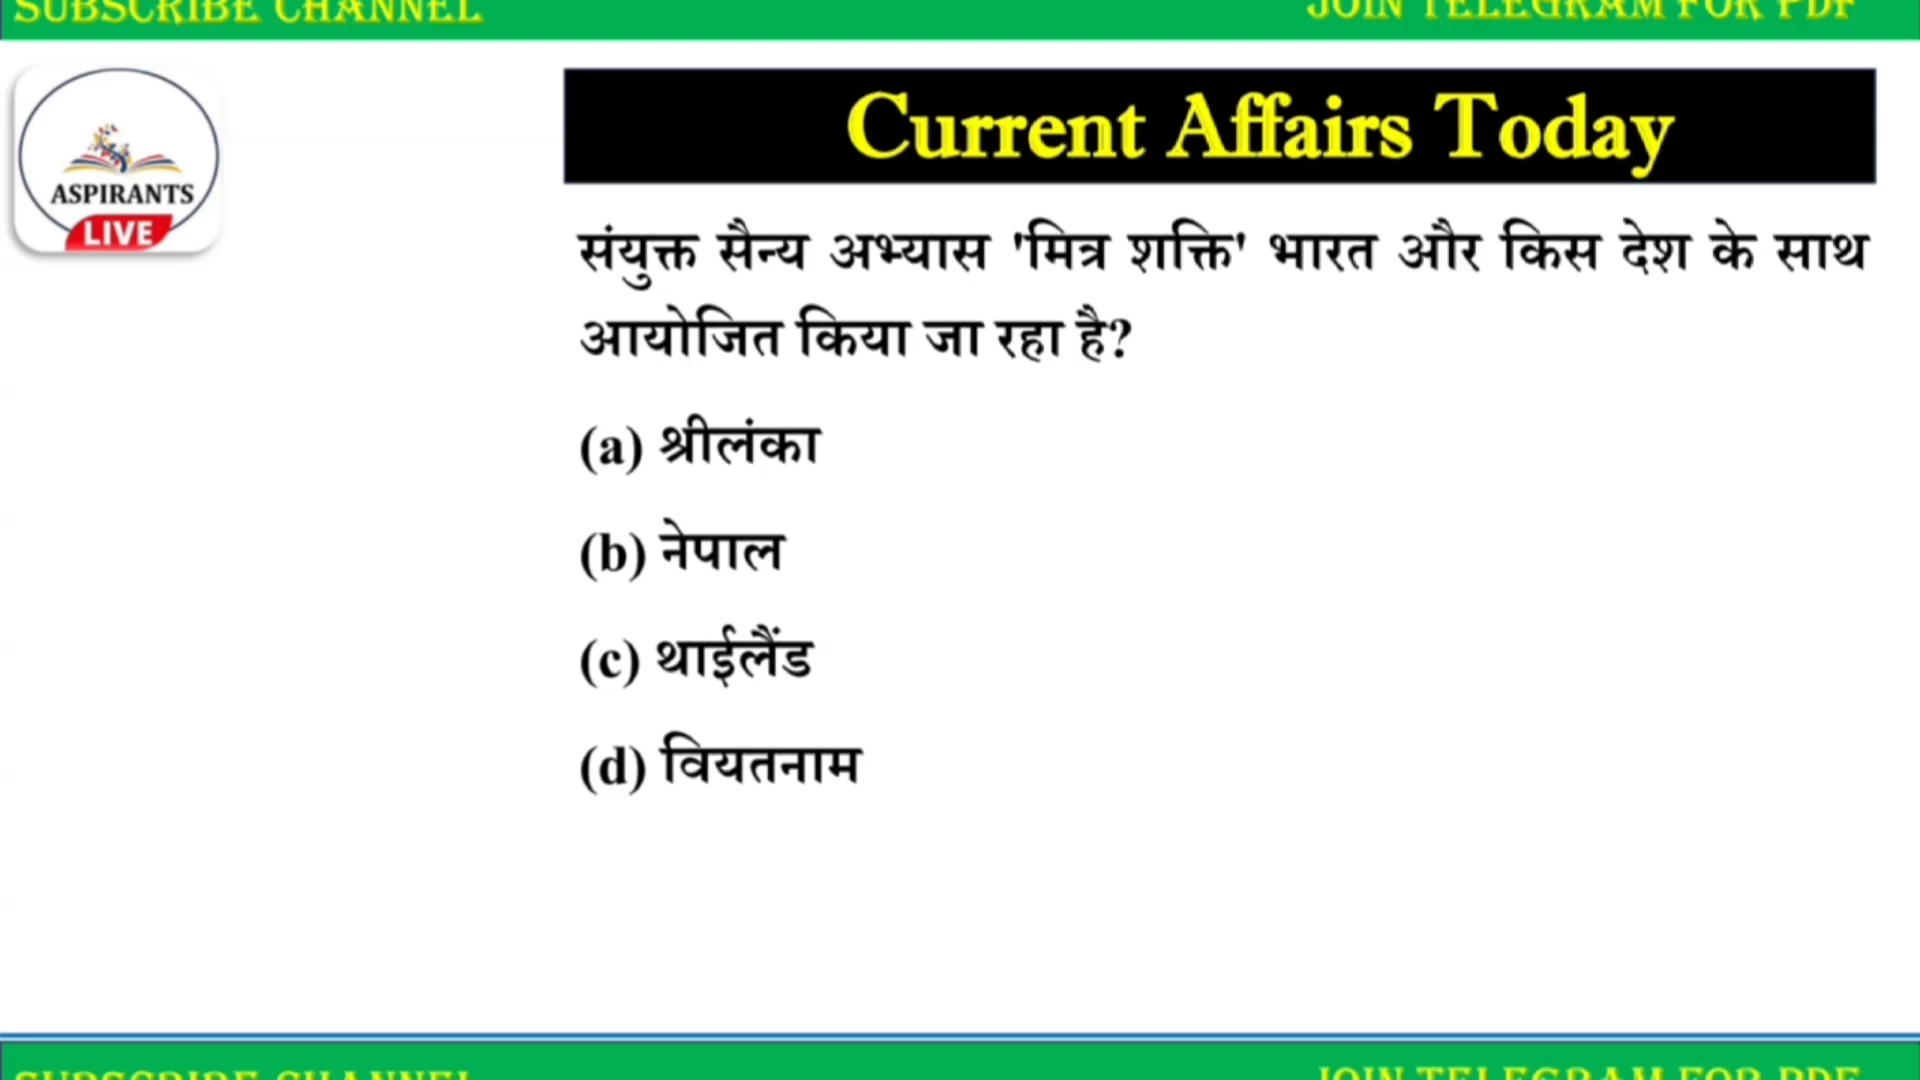 SUBSCRIBE CHANNEL
JOIN TELEGRAM FOR PDF
ASPIRANTS
LIVE
Current Affairs Today
संयुक्त सैन्य अभ्यास 'मित्र शक्ति' भारत और किस देश के साथ
आयोजित किया जा रहा है?
(a) श्रीलंका
(b) नेपाल
(c) थाईलैंड
(d) वियतनाम
SUBSCRIBE CHANNEL
JOIN TELEGRAM FOR PDF